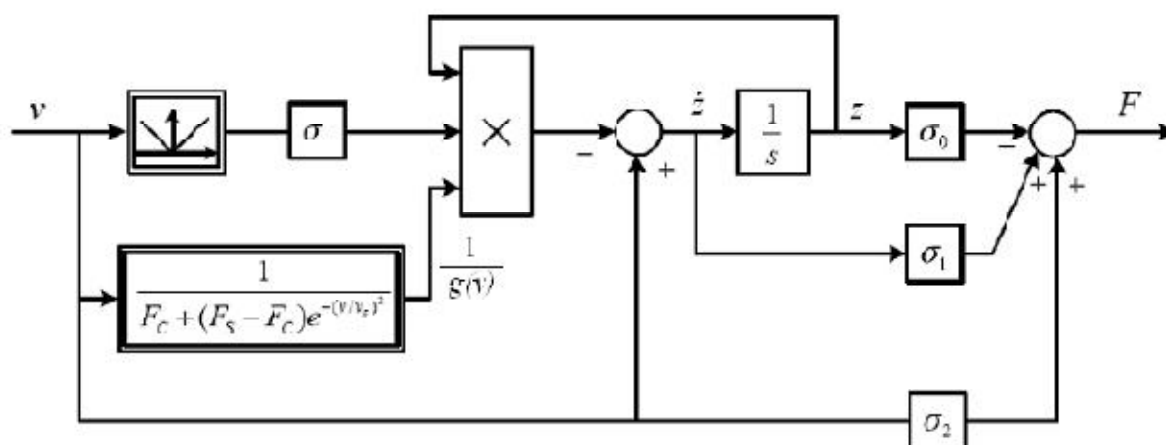 v
σ
×
-
+
ż
1
s
z
σ₀
-
+
+
F
σ₁
1
g(v)
1
F_C + (F_S − F_C)e^{−(v/v_s)²}
σ₂